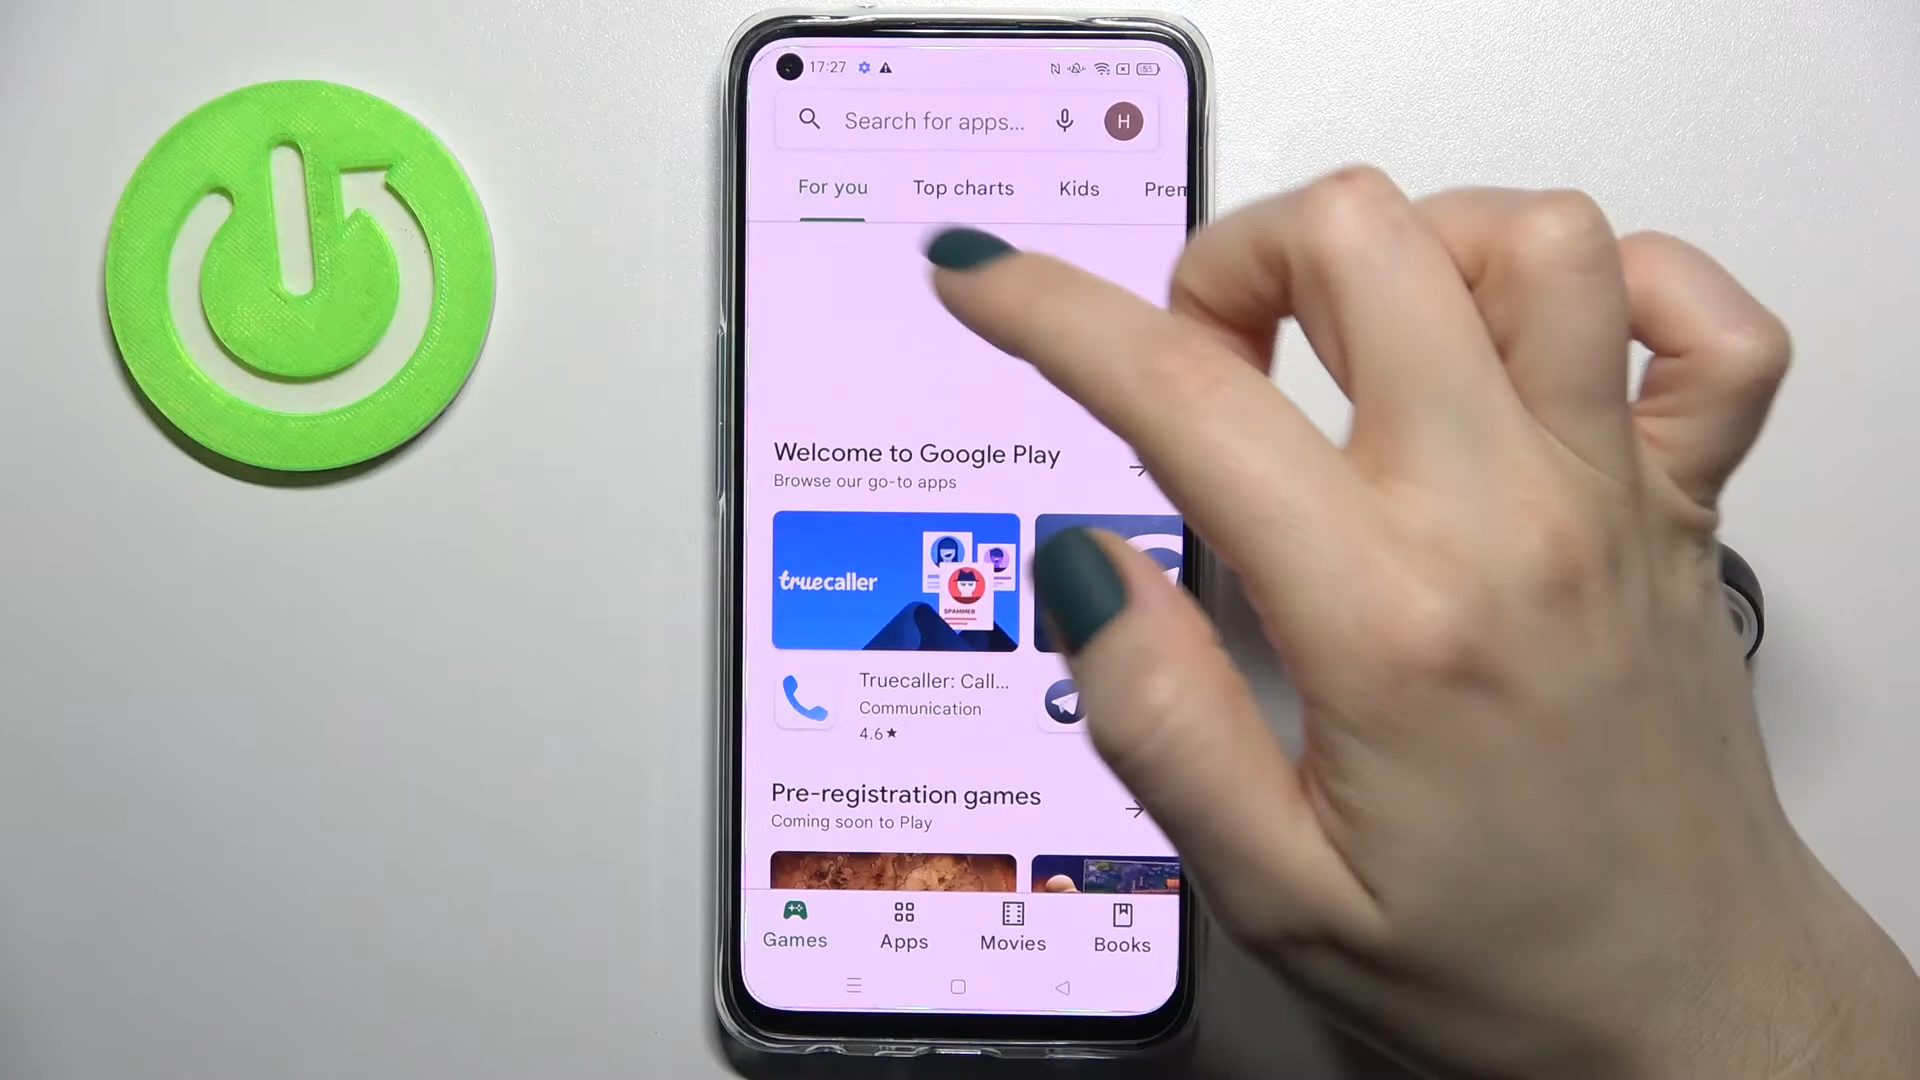 17:27
55
Search for apps...
H
For you
Top charts
Kids
Prem
Welcome to Google Play
Browse our go-to apps
truecaller
SPAMMER
Truecaller: Call...
Communication
4.6★
Pre-registration games
Coming soon to Play
Games
Apps
Movies
Books